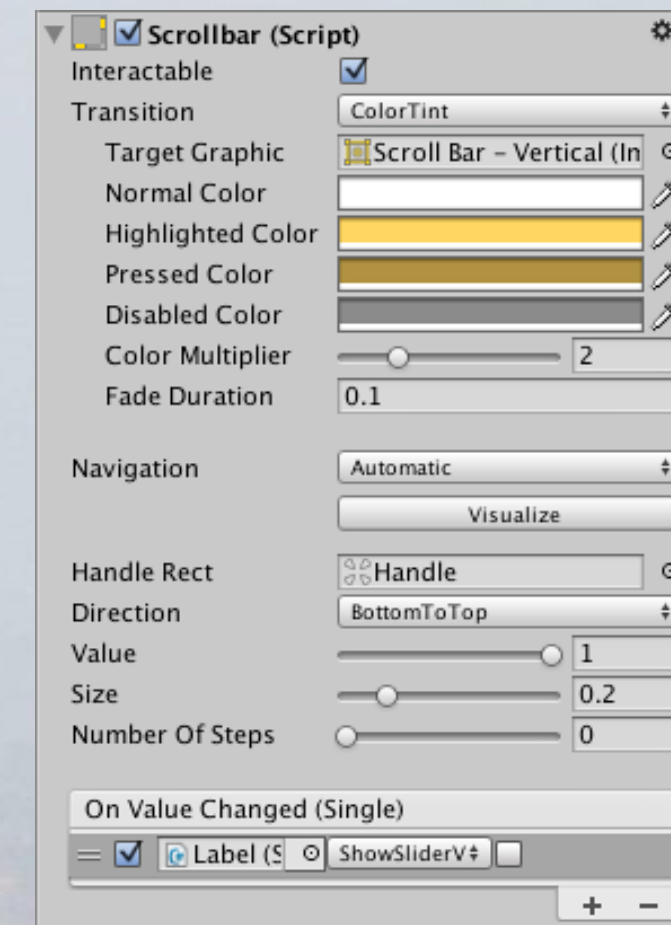 Scrollbar (Script)
Interactable
Transition ColorTint
Target Graphic Scroll Bar – Vertical (In
Normal Color
Highlighted Color
Pressed Color
Disabled Color
Color Multiplier 2
Fade Duration 0.1
Navigation Automatic
Visualize
Handle Rect Handle
Direction BottomToTop
Value 1
Size 0.2
Number Of Steps 0
On Value Changed (Single)
Label (S ShowSliderV
+ −